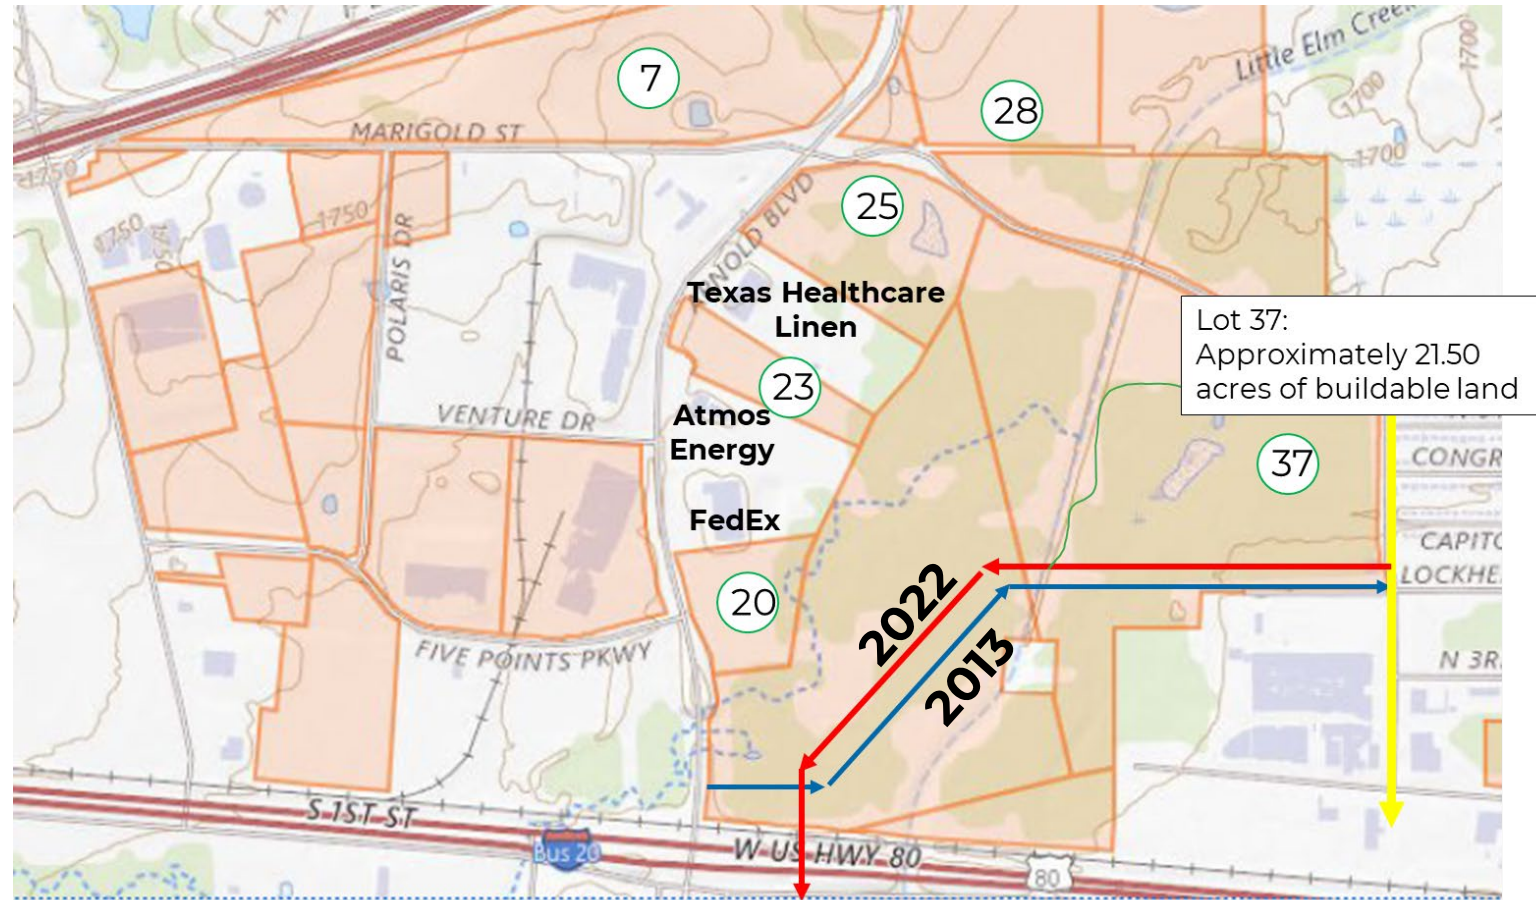 Little Elm Creek
1700
7
28
1700
MARIGOLD ST
1700
1750
25
1750
1750
1750
POLARIS DR
Texas Healthcare
Linen
Lot 37:
Approximately 21.50
acres of buildable land
23
VENTURE DR
Atmos
Energy
37
CONGR
FedEx
CAPITO
LOCKHE
20
2022
2013
FIVE POINTS PKWY
N 3R
S 1ST ST
Bus 20
W US HWY 80
80